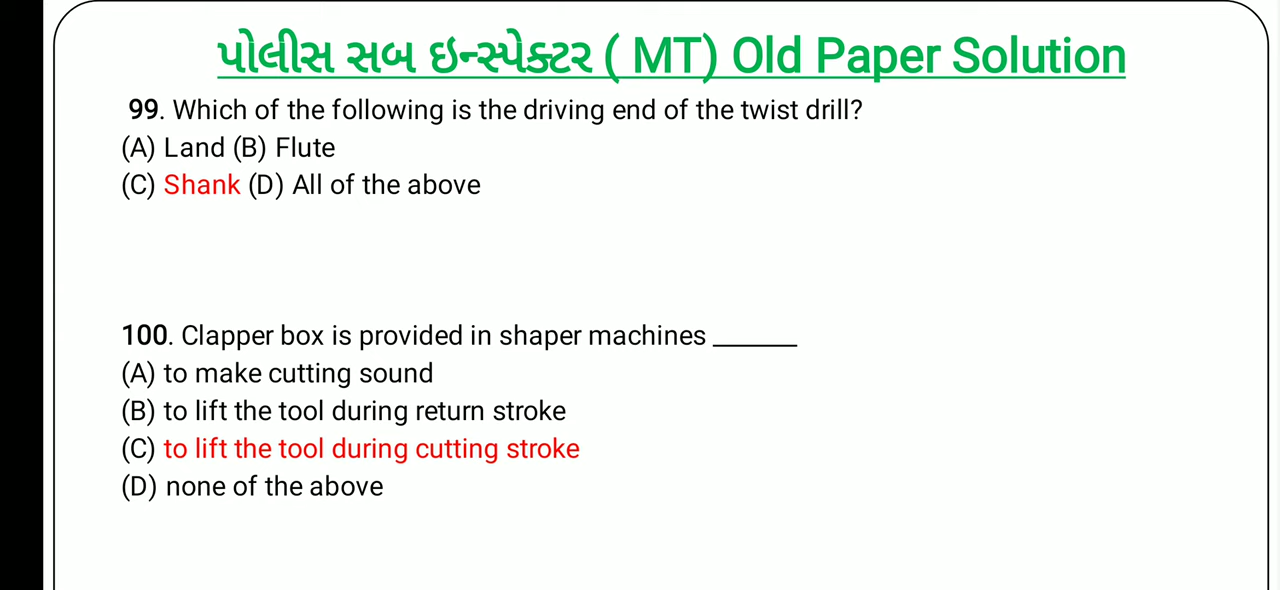 પોલીસ સબ ઇન્સ્પેક્ટર ( MT) Old Paper Solution
99. Which of the following is the driving end of the twist drill?
(A) Land (B) Flute
(C) Shank (D) All of the above
100. Clapper box is provided in shaper machines ______
(A) to make cutting sound
(B) to lift the tool during return stroke
(C) to lift the tool during cutting stroke
(D) none of the above